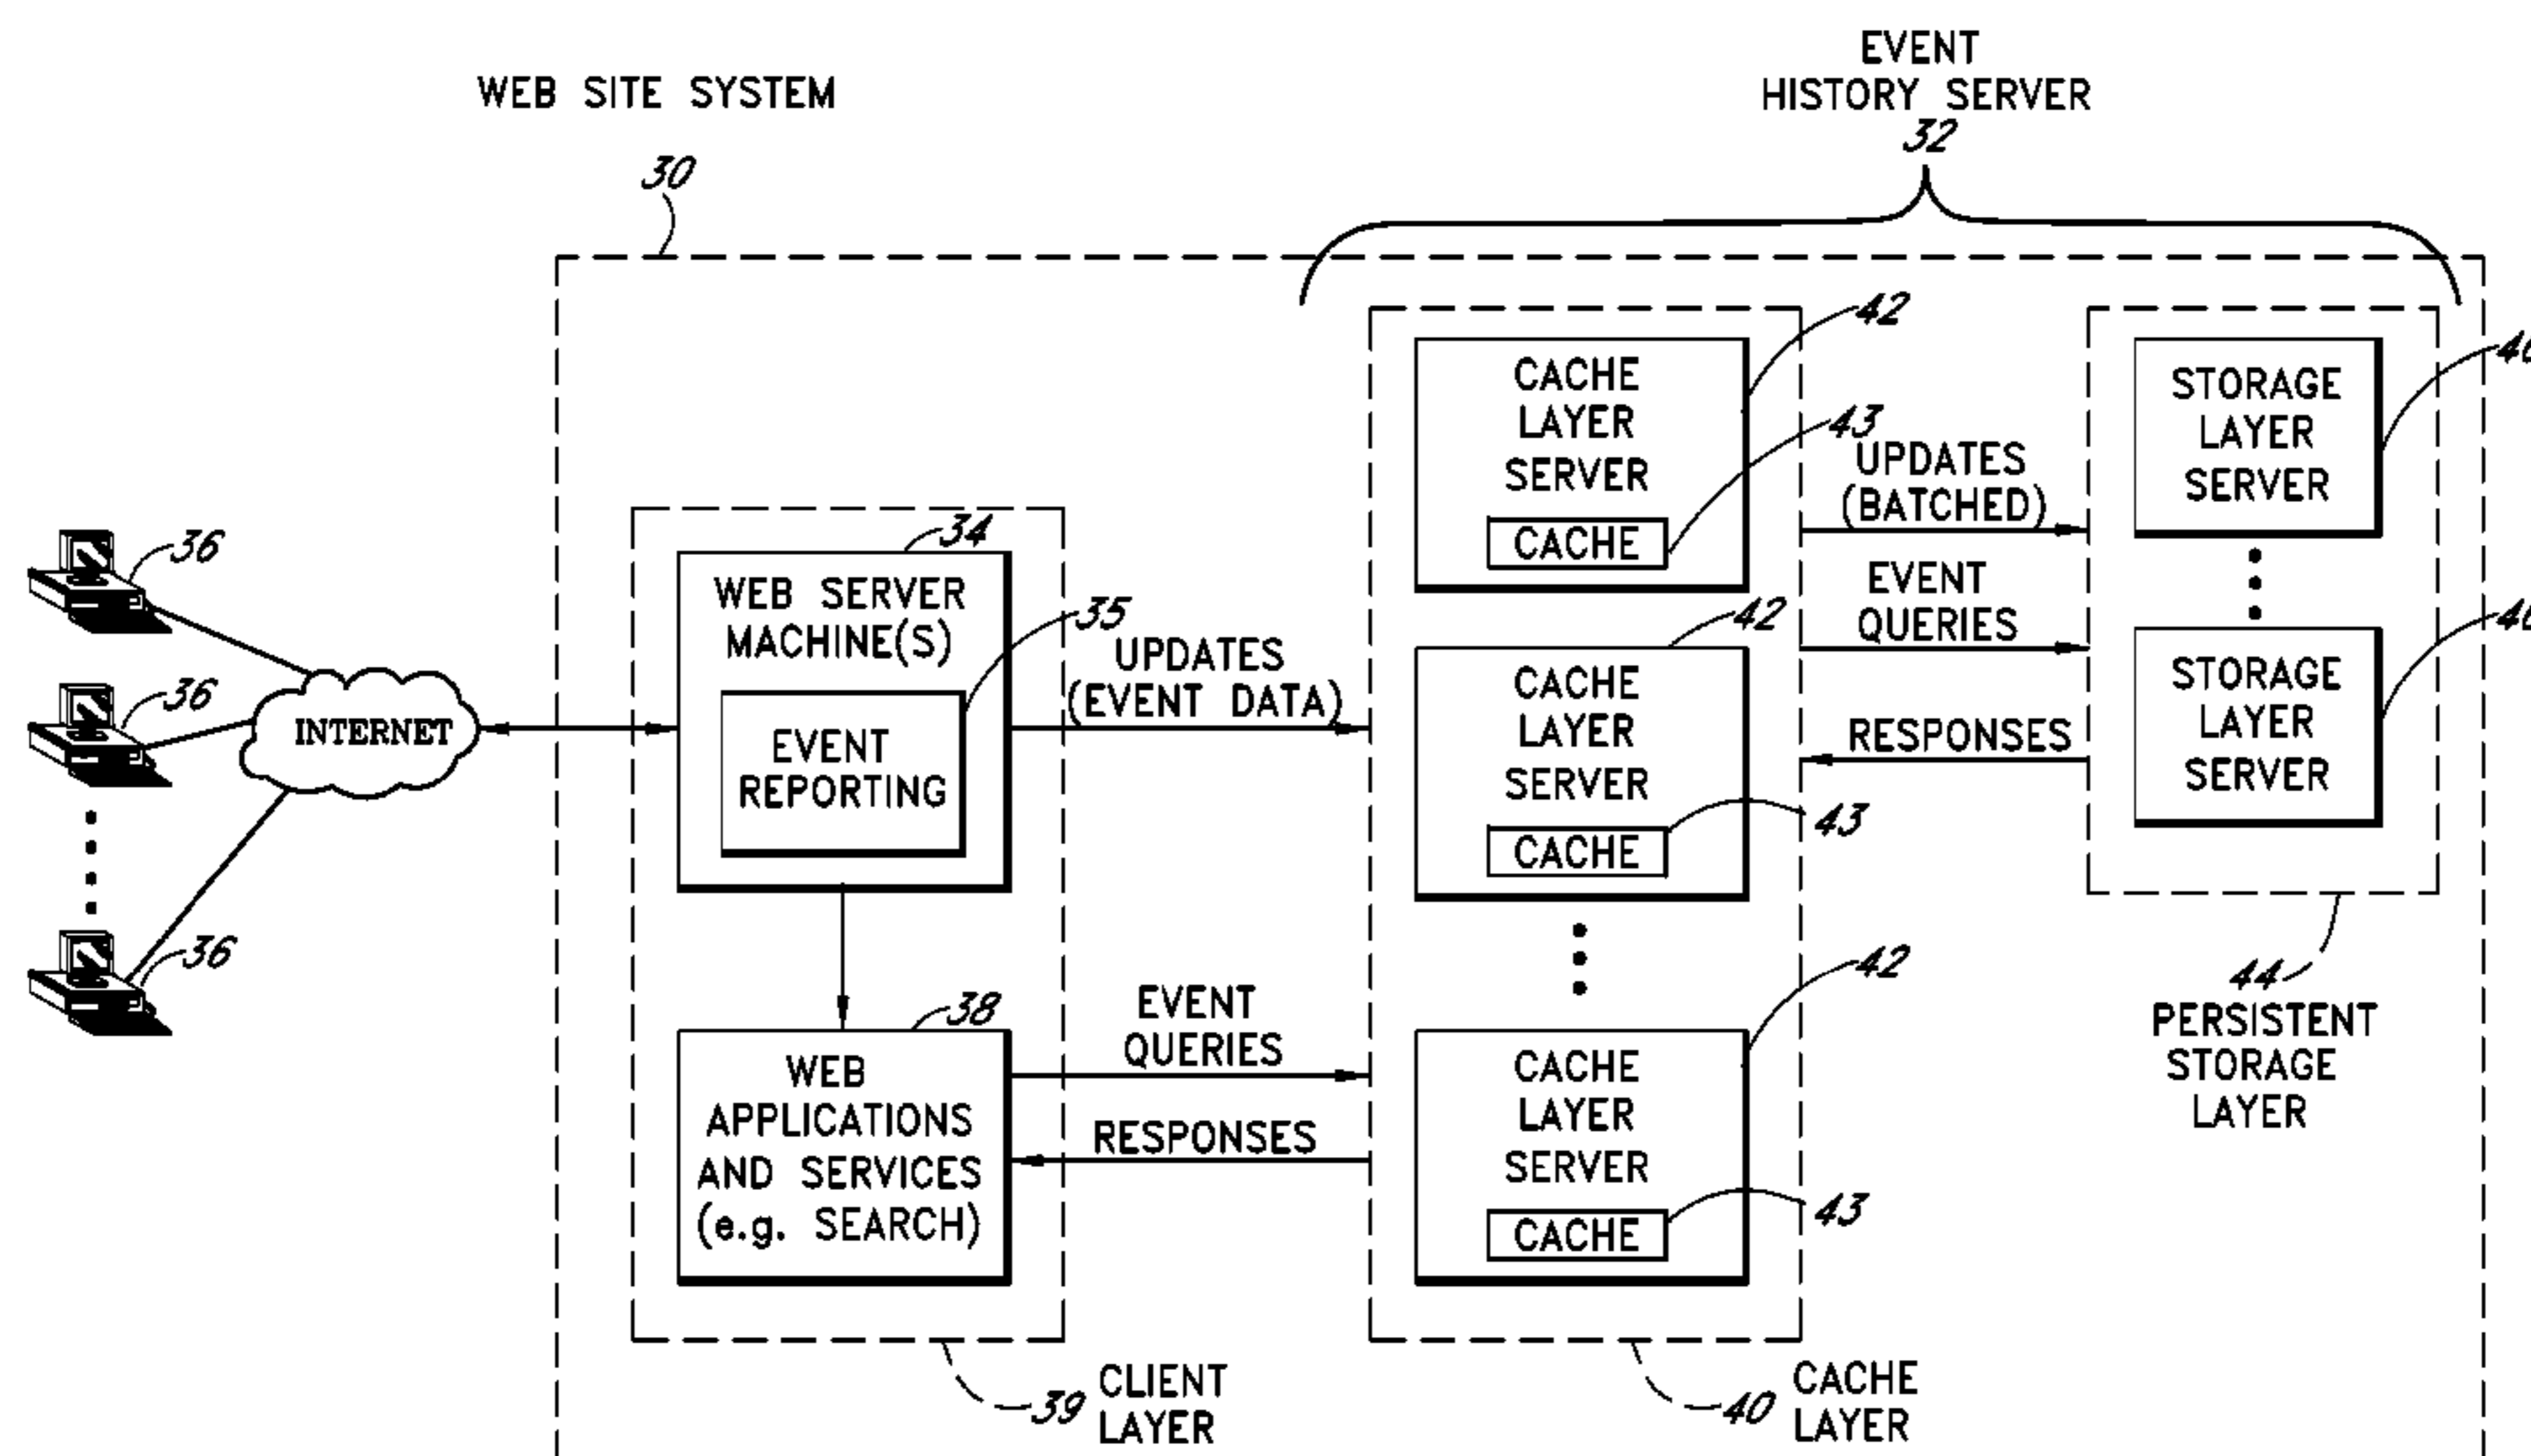 WEB SITE SYSTEM
30
EVENT
HISTORY SERVER
32
36
36
36
INTERNET
34
WEB SERVER
MACHINE(S)
35
EVENT
REPORTING
38
WEB
APPLICATIONS
AND SERVICES
(e.g. SEARCH)
39 CLIENT
LAYER
UPDATES
(EVENT DATA)
EVENT
QUERIES
RESPONSES
42
CACHE
LAYER
SERVER
43
CACHE
42
CACHE
LAYER
SERVER
43
CACHE
42
CACHE
LAYER
SERVER
43
CACHE
40 CACHE
LAYER
UPDATES
(BATCHED)
EVENT
QUERIES
RESPONSES
STORAGE
LAYER
SERVER
STORAGE
LAYER
SERVER
44
PERSISTENT
STORAGE
LAYER